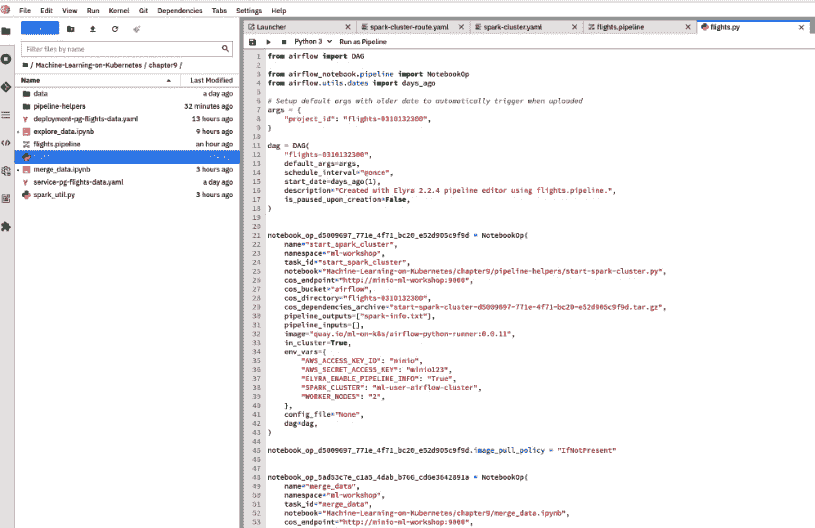 File Edit View Run Kernel Git Dependencies Tabs Settings Help
Filter files by name
/ Machine-Learning-on-Kubernetes / chapter9 /
Name Last Modified
data a day ago
pipeline-helpers 32 minutes ago
deployment-pg-flights-data.yaml 13 hours ago
explore_data.ipynb 9 hours ago
flights.pipeline an hour ago
merge_data.ipynb 3 hours ago
service-pg-flights-data.yaml a day ago
spark_util.py 3 hours ago
Launcher spark-cluster-route.yaml spark-cluster.yaml flights.pipeline flights.py
Python 3 Run as Pipeline
1 from airflow import DAG
2
3 from airflow_notebook.pipeline import NotebookOp
4 from airflow.utils.dates import days_ago
5
6 # Setup default args with older date to automatically trigger when uploaded
7 args = {
8 "project_id": "flights-0310132300",
9 }
10
11 dag = DAG(
12 "flights-0310132300",
13 default_args=args,
14 schedule_interval="@once",
15 start_date=days_ago(1),
16 description="Created with Elyra 2.2.4 pipeline editor using flights.pipeline.",
17 is_paused_upon_creation=False,
18 )
19
20
21 notebook_op_d5009697_771e_4f71_bc20_e52d905c9f9d = NotebookOp(
22 name="start_spark_cluster",
23 namespace="ml-workshop",
24 task_id="start_spark_cluster",
25 notebook="Machine-Learning-on-Kubernetes/chapter9/pipeline-helpers/start-spark-cluster.py",
26 cos_endpoint="http://minio-ml-workshop:9000",
27 cos_bucket="airflow",
28 cos_directory="flights-0310132300",
29 cos_dependencies_archive="start-spark-cluster-d5009697-771e-4f71-bc20-e52d905c9f9d.tar.gz",
30 pipeline_outputs=["spark-info.txt"],
31 pipeline_inputs=[],
32 image="quay.io/ml-on-k8s/airflow-python-runner:0.0.11",
33 in_cluster=True,
34 env_vars={
35 "AWS_ACCESS_KEY_ID": "minio",
36 "AWS_SECRET_ACCESS_KEY": "minio123",
37 "ELYRA_ENABLE_PIPELINE_INFO": "True",
38 "SPARK_CLUSTER": "ml-user-airflow-cluster",
39 "WORKER_NODES": "2",
40 },
41 config_file="None",
42 dag=dag,
43 )
44
45 notebook_op_d5009697_771e_4f71_bc20_e52d905c9f9d.image_pull_policy = "IfNotPresent"
46
47
48 = NotebookOp(
49 name="merge_data",
50 namespace="ml-workshop",
51 task_id="merge_data",
52 notebook="Machine-Learning-on-Kubernetes/chapter9/merge_data.ipynb",
53 cos_endpoint="http://minio-ml-workshop:9000",